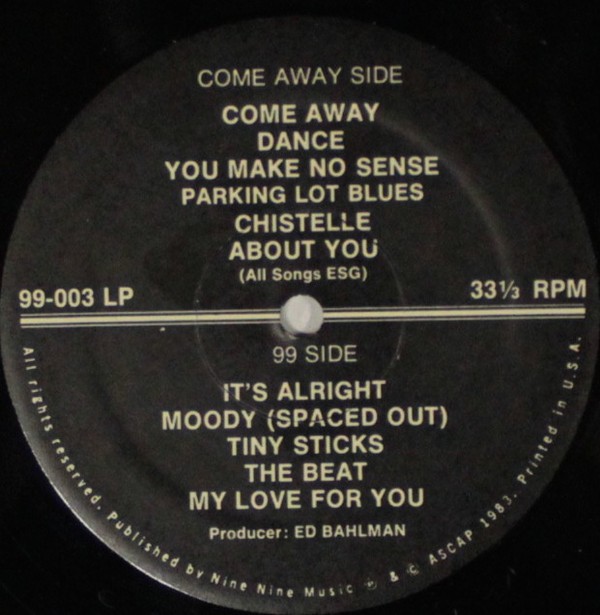 COME AWAY SIDE
COME AWAY
DANCE
YOU MAKE NO SENSE
PARKING LOT BLUES
CHISTELLE
ABOUT YOU
(All Songs ESG)
99-003 LP
33⅓ RPM
99 SIDE
IT'S ALRIGHT
MOODY (SPACED OUT)
TINY STICKS
THE BEAT
MY LOVE FOR YOU
Producer: ED BAHLMAN
All rights reserved. Published by Nine Nine Music ℗ & © ASCAP 1983. Printed in U.S.A.